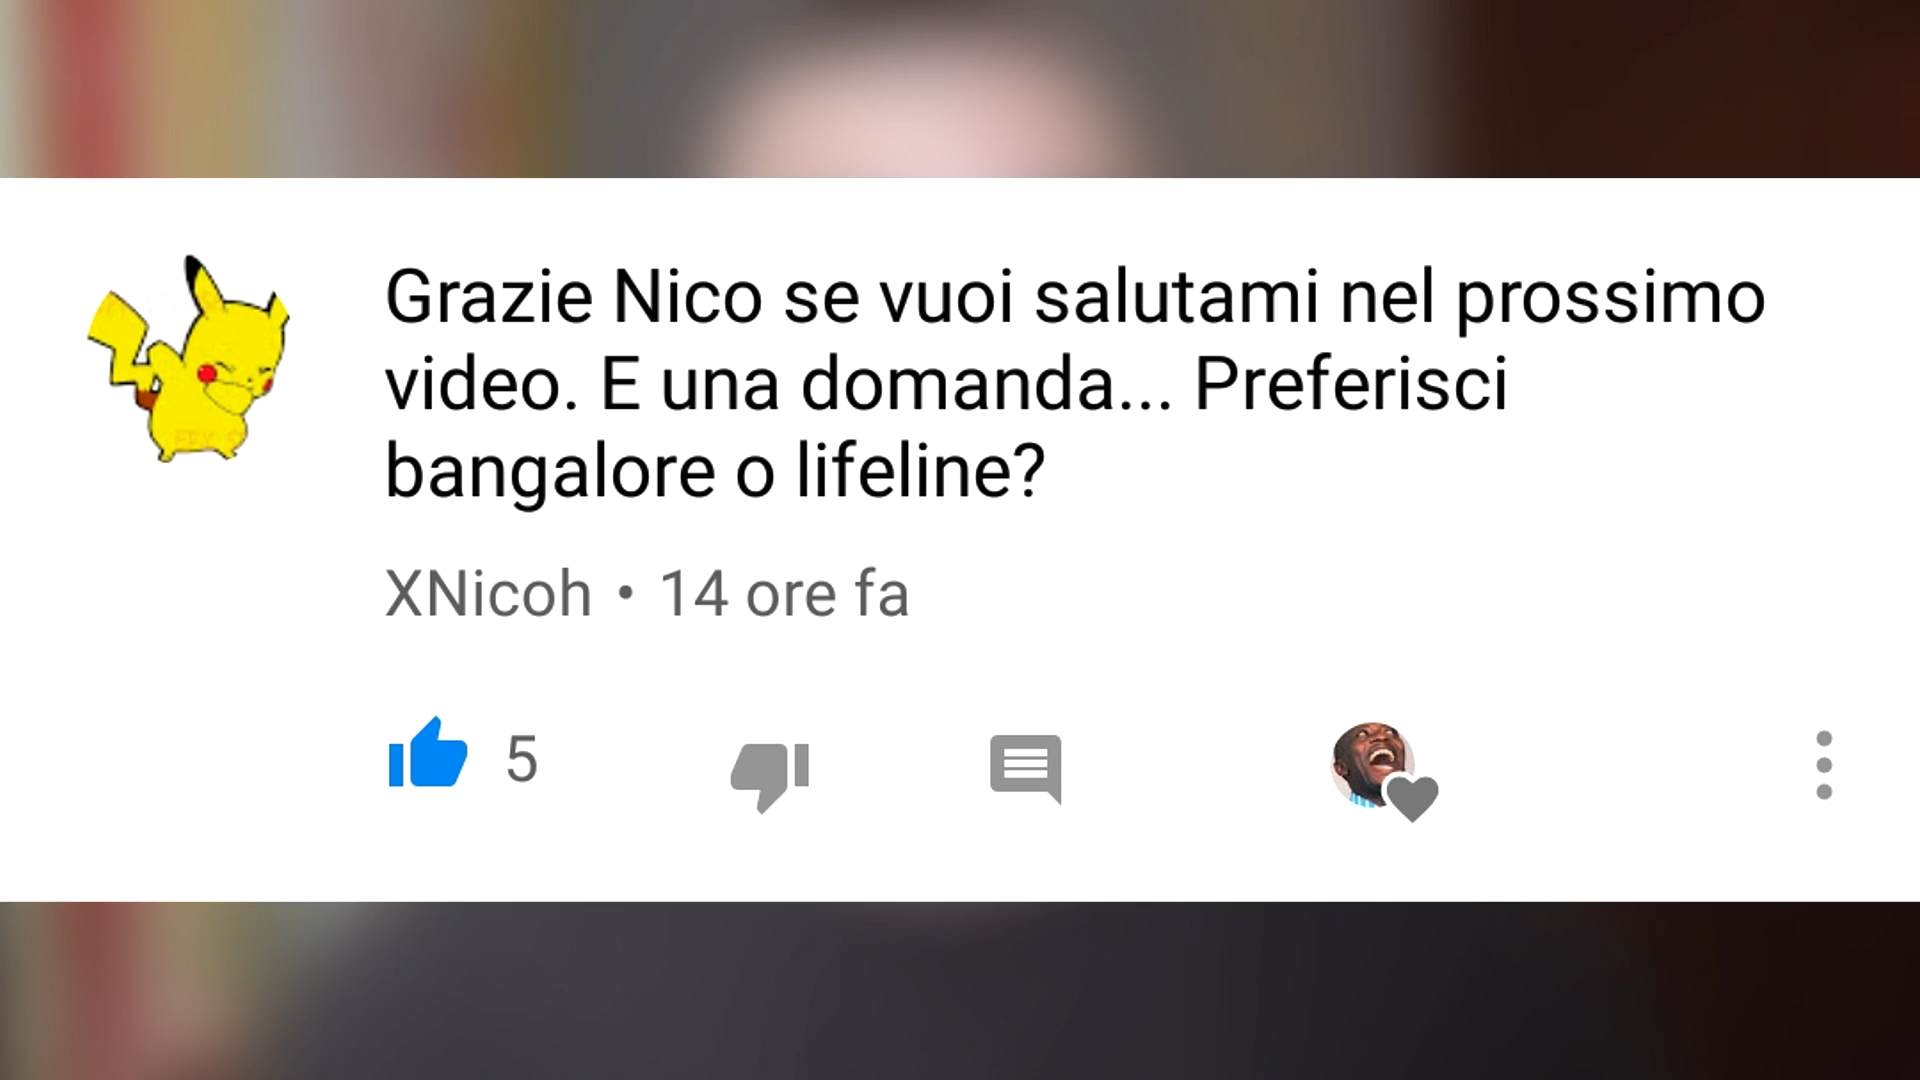 Grazie Nico se vuoi salutami nel prossimo
video. E una domanda... Preferisci
bangalore o lifeline?
XNicoh • 14 ore fa
5